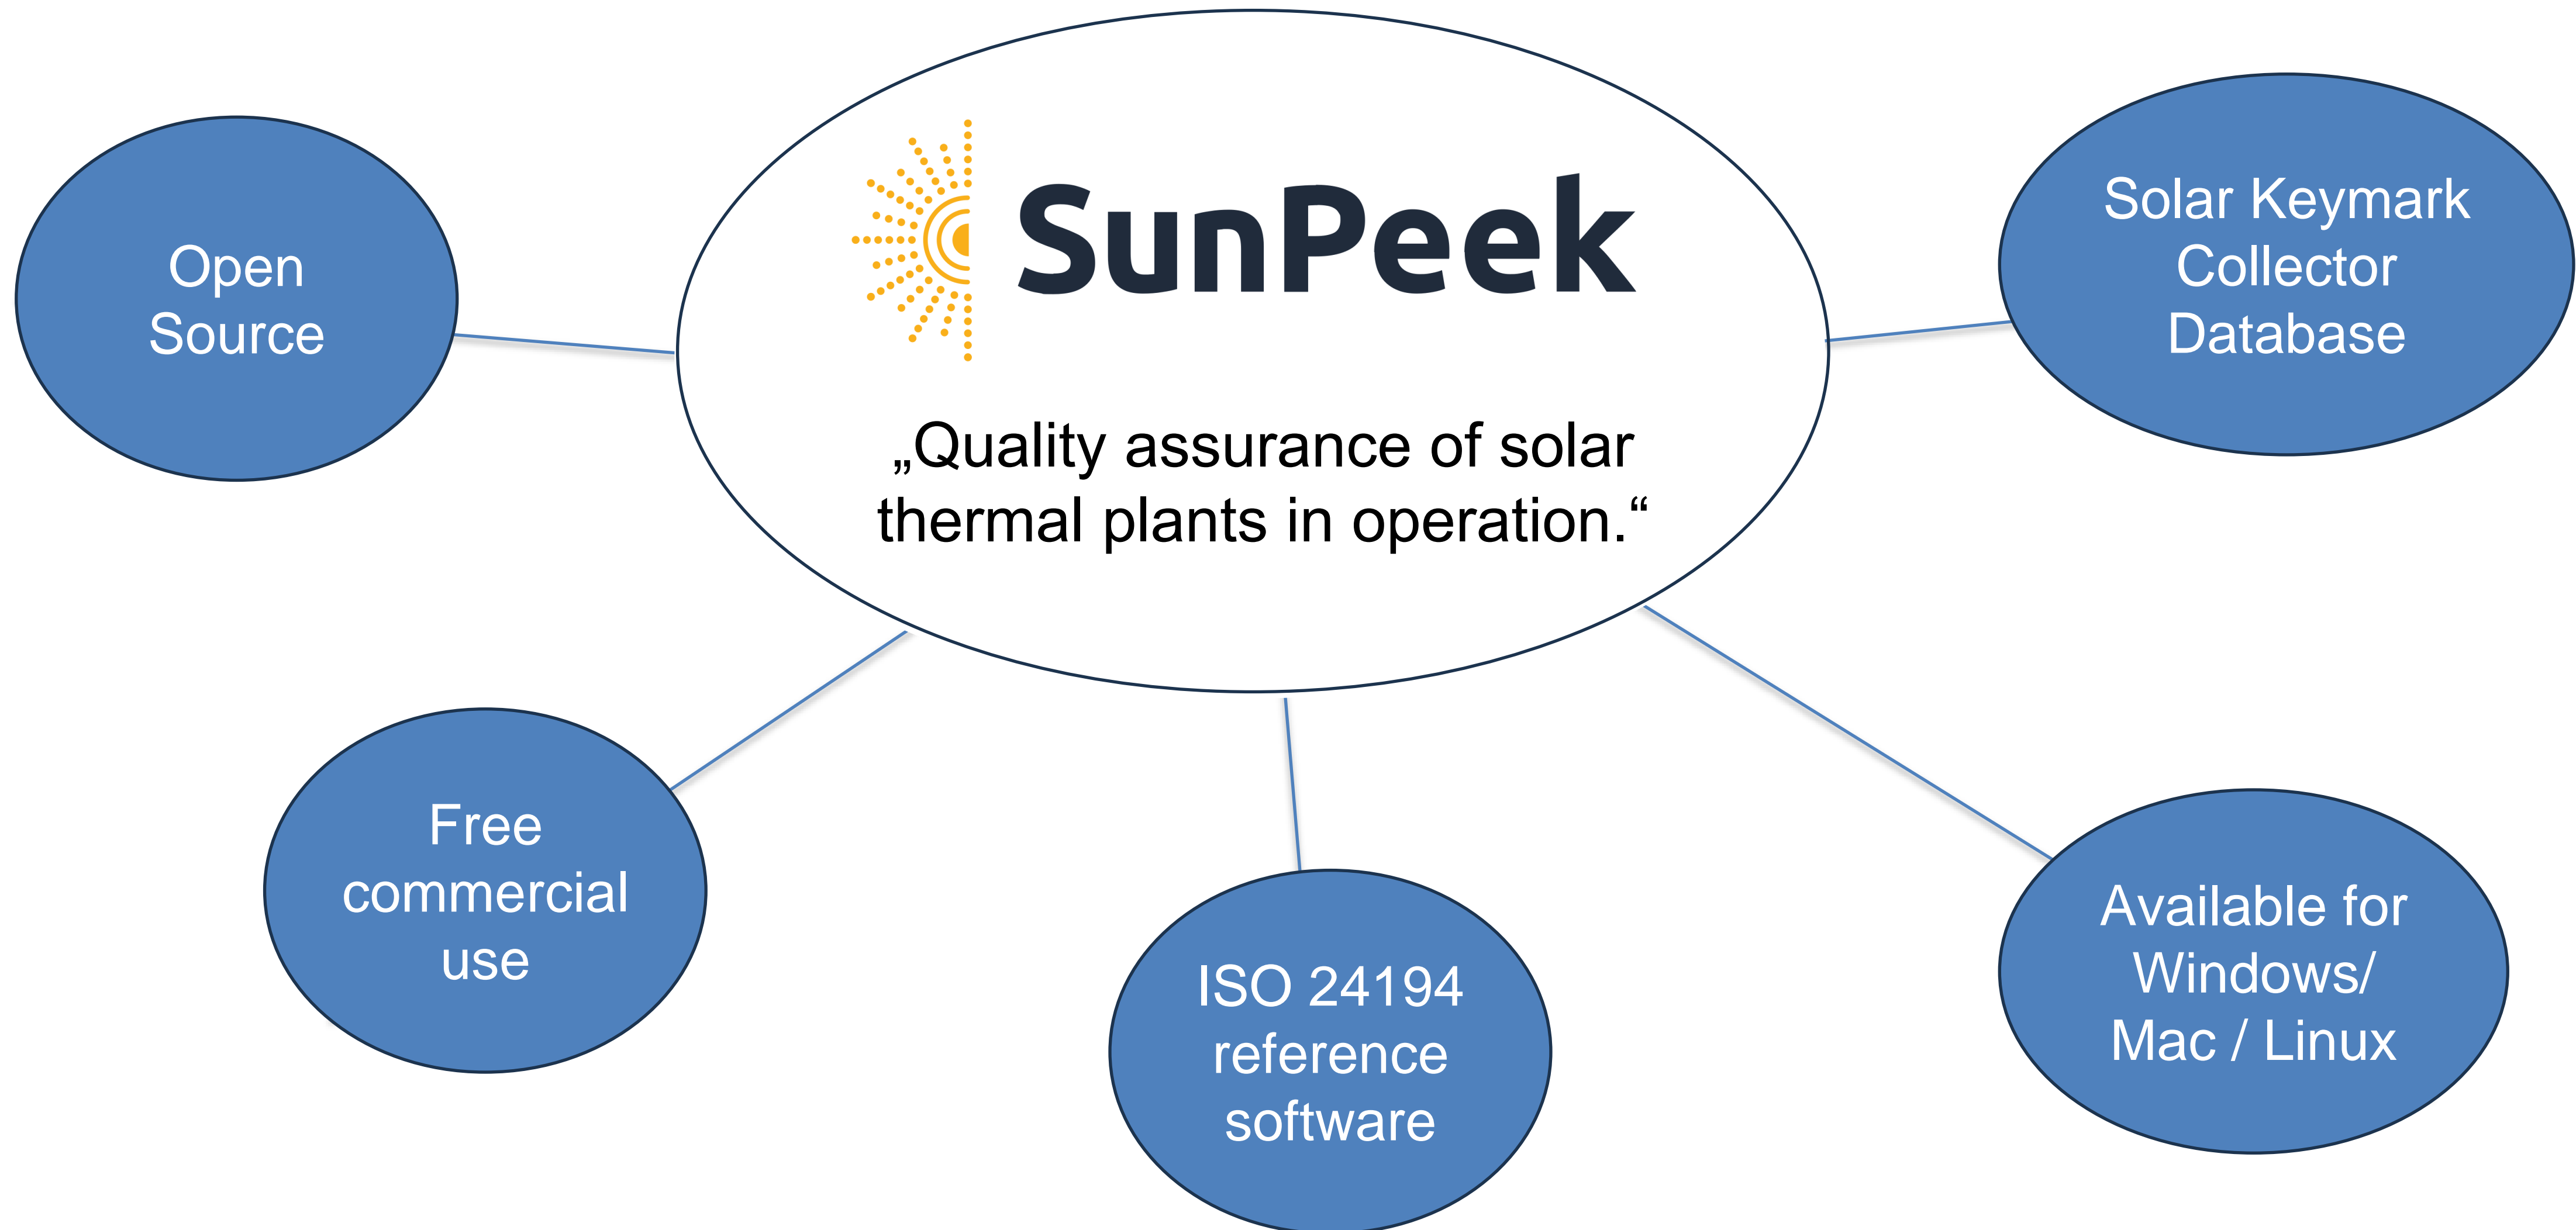 SunPeek
„Quality assurance of solar
thermal plants in operation.“
Open
Source
Solar Keymark
Collector
Database
Free
commercial
use
ISO 24194
reference
software
Available for
Windows/
Mac / Linux